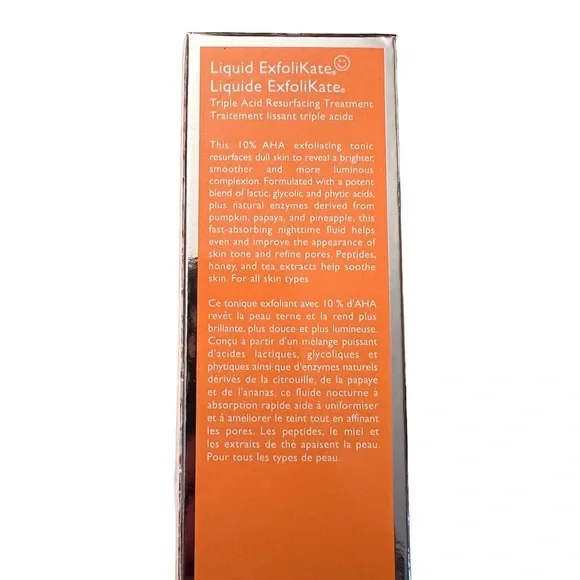 Liquid ExfoliKate®
Liquide ExfoliKate®
Triple Acid Resurfacing Treatment
Traitement lissant triple acide
This 10% AHA exfoliating tonic
resurfaces dull skin to reveal a brighter,
smoother and more luminous
complexion. Formulated with a potent
blend of lactic, glycolic and phytic acids,
plus natural enzymes derived from
pumpkin, papaya, and pineapple, this
fast-absorbing nighttime fluid helps
even and improve the appearance of
skin tone and refine pores. Peptides,
honey, and tea extracts help soothe
skin. For all skin types.
Ce tonique exfoliant avec 10 % d'AHA
revêt la peau terne et la rend plus
brillante, plus douce et plus lumineuse.
Conçu à partir d'un mélange puissant
d'acides lactiques, glycoliques et
phytiques ainsi que d'enzymes naturels
dérivés de la citrouille, de la papaye
et de l'ananas, ce fluide nocturne à
absorption rapide aide à uniformiser
et à améliorer le teint tout en affinant
les pores. Les peptides, le miel et
les extraits de thé apaisent la peau.
Pour tous les types de peau.